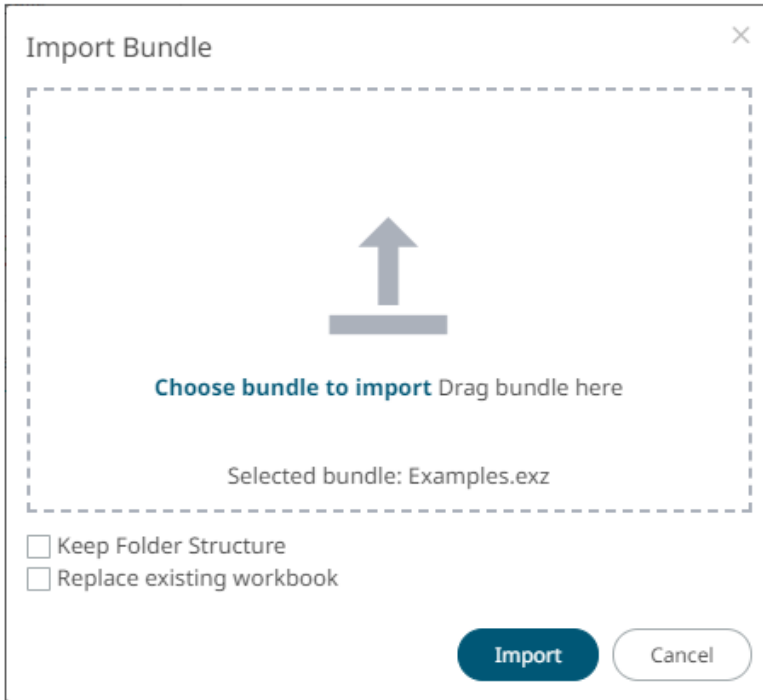 Import Bundle
Choose bundle to import Drag bundle here
Selected bundle: Examples.exz
Keep Folder Structure
Replace existing workbook
Import Cancel